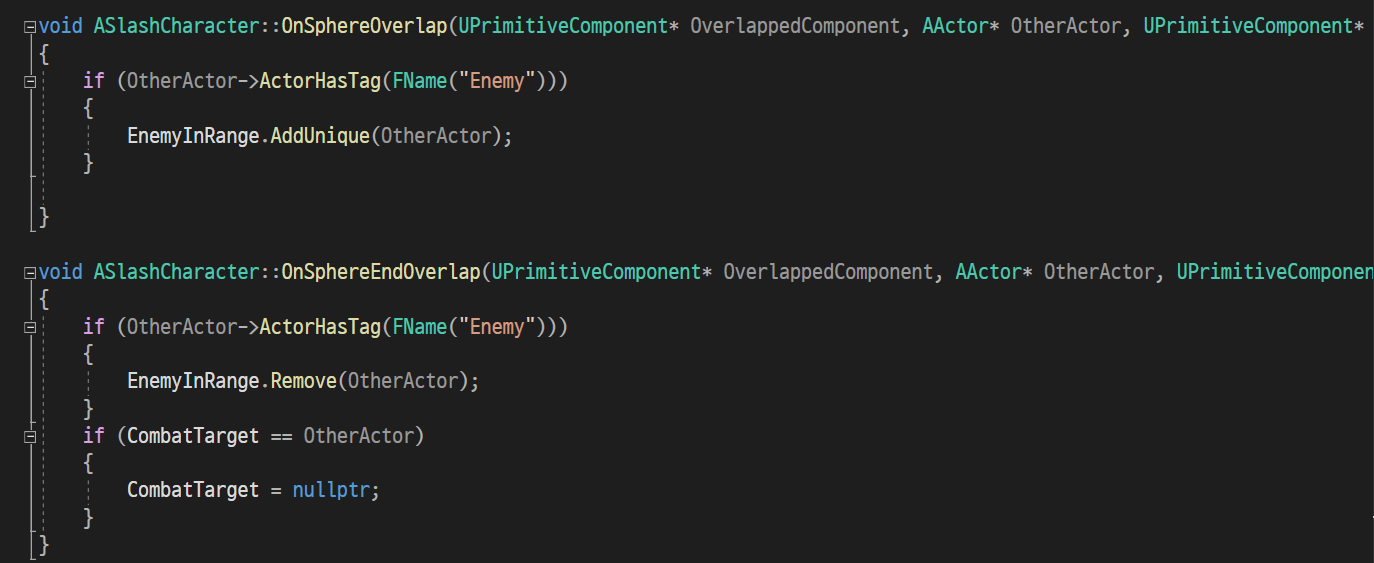 void ASlashCharacter::OnSphereOverlap(UPrimitiveComponent* OverlappedComponent, AActor* OtherActor, UPrimitiveComponent*
{
if (OtherActor->ActorHasTag(FName("Enemy")))
{
EnemyInRange.AddUnique(OtherActor);
}
}
void ASlashCharacter::OnSphereEndOverlap(UPrimitiveComponent* OverlappedComponent, AActor* OtherActor, UPrimitiveComponen
{
if (OtherActor->ActorHasTag(FName("Enemy")))
{
EnemyInRange.Remove(OtherActor);
}
if (CombatTarget == OtherActor)
{
CombatTarget = nullptr;
}
}